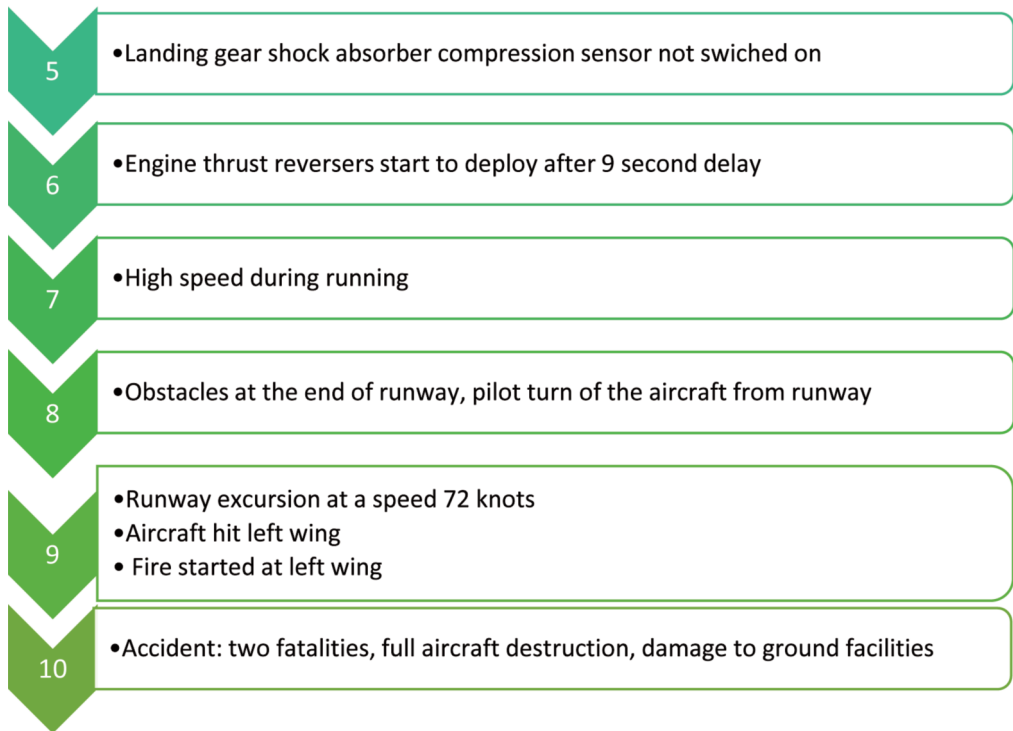 5
•Landing gear shock absorber compression sensor not swiched on
6
•Engine thrust reversers start to deploy after 9 second delay
7
•High speed during running
8
•Obstacles at the end of runway, pilot turn of the aircraft from runway
9
•Runway excursion at a speed 72 knots
•Aircraft hit left wing
• Fire started at left wing
10
•Accident: two fatalities, full aircraft destruction, damage to ground facilities